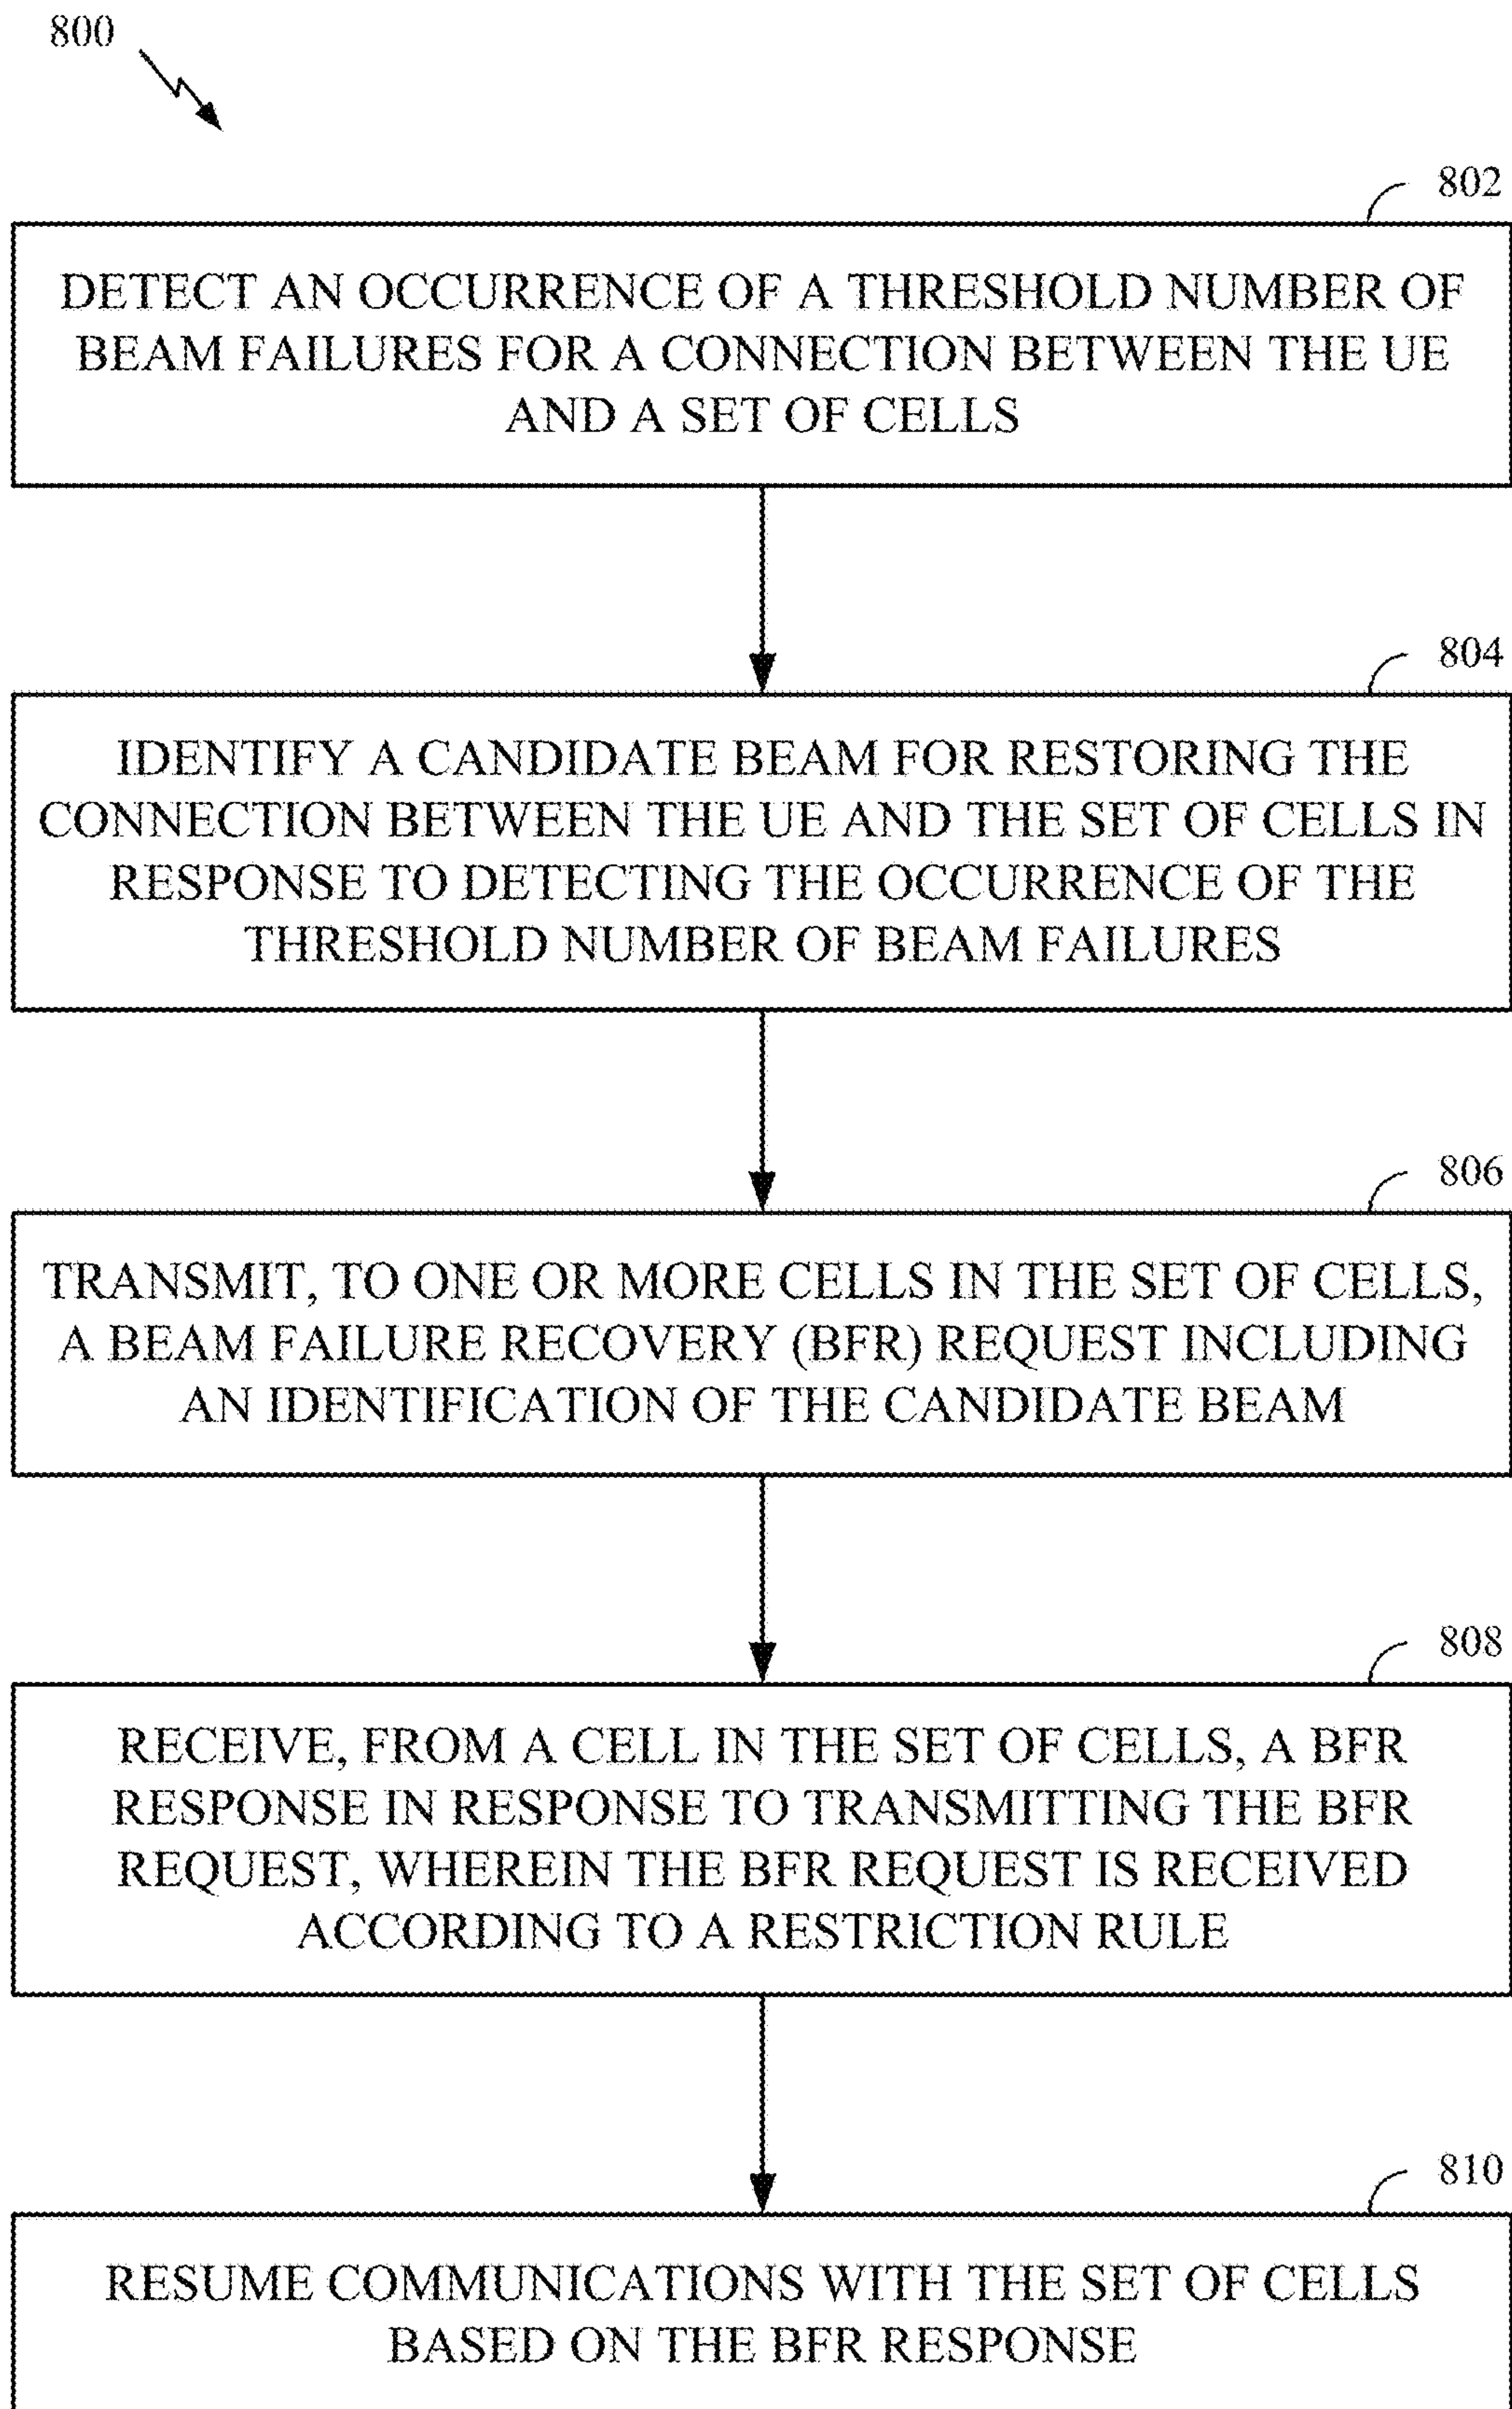 800
802
DETECT AN OCCURRENCE OF A THRESHOLD NUMBER OF
BEAM FAILURES FOR A CONNECTION BETWEEN THE UE
AND A SET OF CELLS
804
IDENTIFY A CANDIDATE BEAM FOR RESTORING THE
CONNECTION BETWEEN THE UE AND THE SET OF CELLS IN
RESPONSE TO DETECTING THE OCCURRENCE OF THE
THRESHOLD NUMBER OF BEAM FAILURES
806
TRANSMIT, TO ONE OR MORE CELLS IN THE SET OF CELLS,
A BEAM FAILURE RECOVERY (BFR) REQUEST INCLUDING
AN IDENTIFICATION OF THE CANDIDATE BEAM
808
RECEIVE, FROM A CELL IN THE SET OF CELLS, A BFR
RESPONSE IN RESPONSE TO TRANSMITTING THE BFR
REQUEST, WHEREIN THE BFR REQUEST IS RECEIVED
ACCORDING TO A RESTRICTION RULE
810
RESUME COMMUNICATIONS WITH THE SET OF CELLS
BASED ON THE BFR RESPONSE